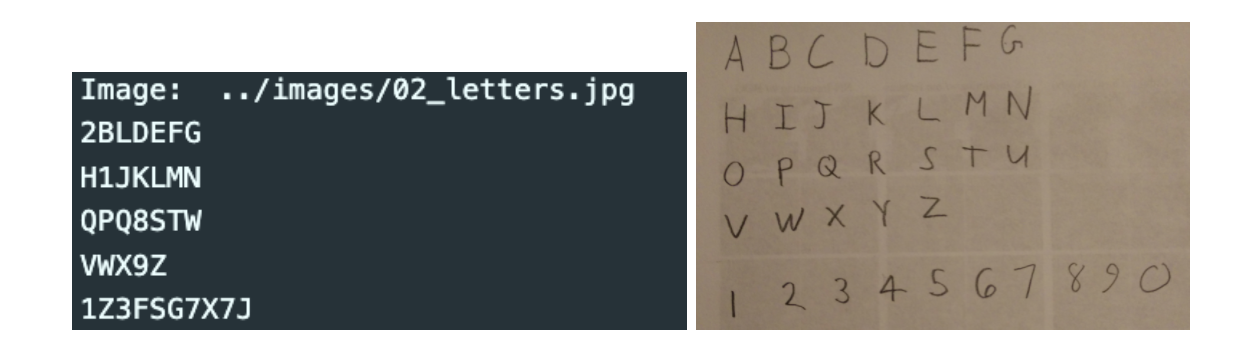 Image:  ../images/02_letters.jpg
2BLDEFG
H1JKLMN
QPQ8STW
VWX9Z
1Z3FSG7X7J
A B C D E F G
H I J K L M N
O P Q R S T U
V W X Y Z
1 2 3 4 5 6 7 8 9 0